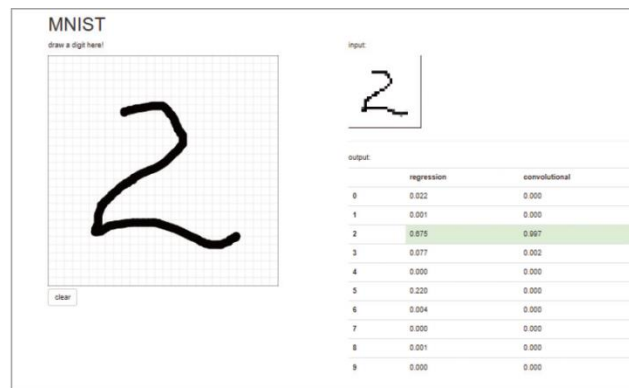 MNIST
draw a digit here!
2
clear
input:
2
output:
regression convolutional
0 0.022 0.000
1 0.001 0.000
2 0.675 0.997
3 0.077 0.002
4 0.000 0.000
5 0.220 0.000
6 0.004 0.000
7 0.000 0.000
8 0.001 0.000
9 0.000 0.000